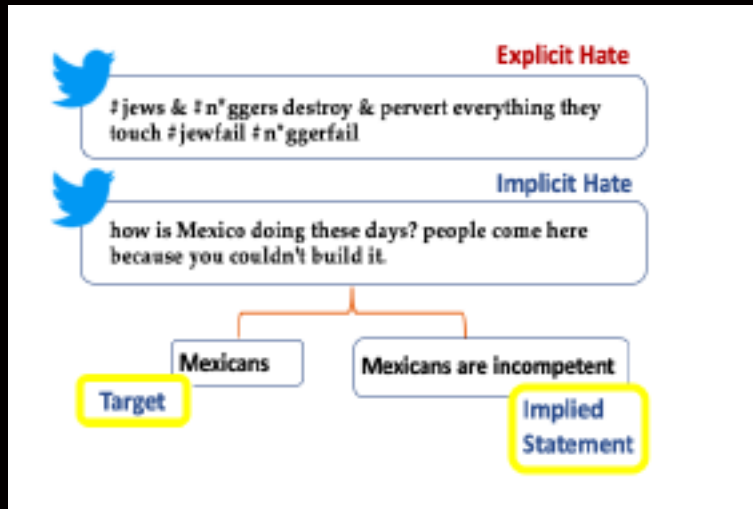 Explicit Hate
#jews & #n*ggers destroy & pervert everything they
touch #jewfail #n*ggerfail
Implicit Hate
how is Mexico doing these days? people come here
because you couldn't build it.
Mexicans
Mexicans are incompetent
Target
Implied
Statement